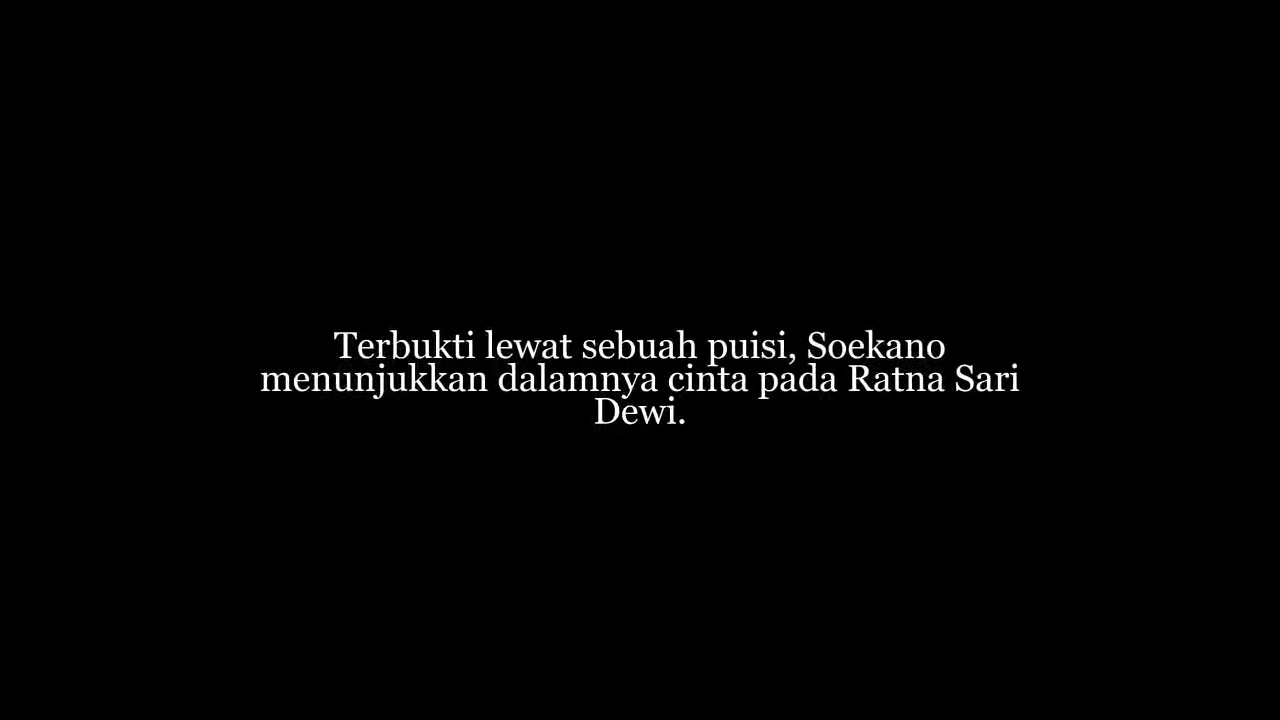 Terbukti lewat sebuah puisi, Soekano
menunjukkan dalamnya cinta pada Ratna Sari
Dewi.